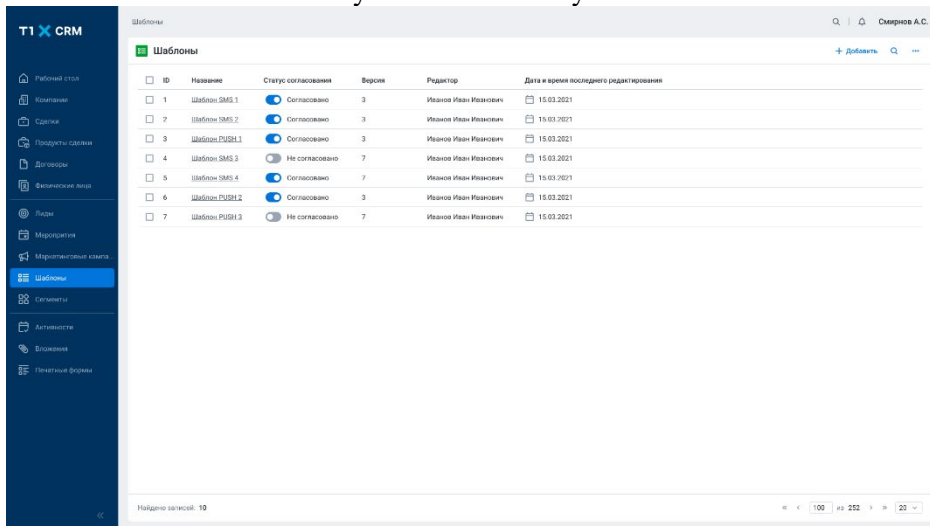 T1 CRM
Шаблоны
Смирнов А.С.
Шаблоны
+ Добавить
Рабочий стол
Компании
Сделки
Продукты сделки
Договоры
Физические лица
Лиды
Мероприятия
Маркетинговые кампа...
Шаблоны
Сегменты
Активности
Вложения
Печатные формы
ID Название Статус согласования Версия Редактор Дата и время последнего редактирования
1 Шаблон SMS 1 Согласовано 3 Иванов Иван Иванович 15.03.2021
2 Шаблон SMS 2 Согласовано 3 Иванов Иван Иванович 15.03.2021
3 Шаблон PUSH 1 Согласовано 3 Иванов Иван Иванович 15.03.2021
4 Шаблон SMS 3 Не согласовано 7 Иванов Иван Иванович 15.03.2021
5 Шаблон SMS 4 Согласовано 7 Иванов Иван Иванович 15.03.2021
6 Шаблон PUSH 2 Согласовано 3 Иванов Иван Иванович 15.03.2021
7 Шаблон PUSH 3 Не согласовано 7 Иванов Иван Иванович 15.03.2021
Найдено записей: 10
100 из 252 20